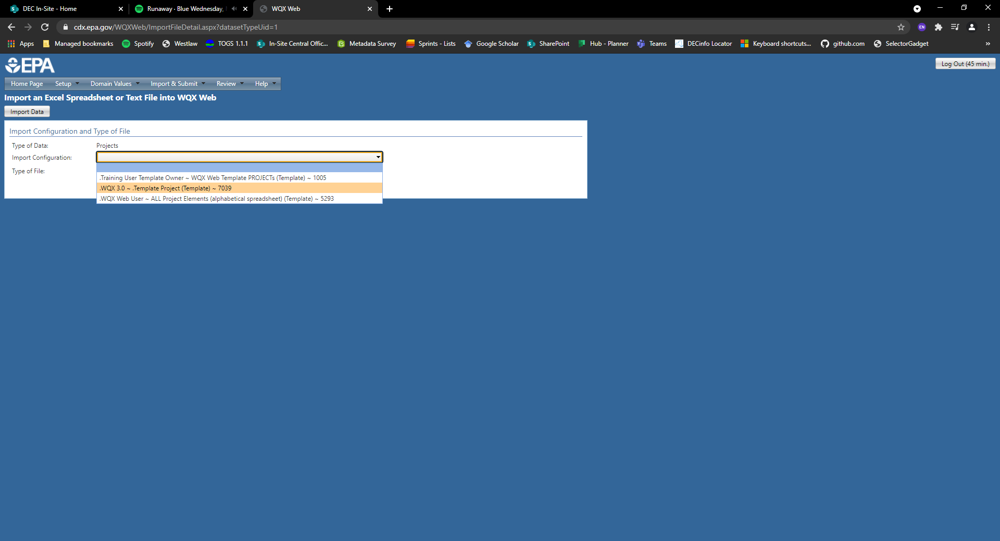 DEC In-Site - Home
Runaway · Blue Wednesday,
WQX Web
cdx.epa.gov/WQXWeb/ImportFileDetail.aspx?datasetTypeUid=1
EN
Apps
Managed bookmarks
Spotify
Westlaw
TOGS 1.1.1
In-Site Central Offic...
Metadata Survey
Sprints - Lists
Google Scholar
SharePoint
Hub - Planner
Teams
DECinfo Locator
Keyboard shortcuts...
github.com
SelectorGadget
»
EPA
Log Out (45 min.)
Home Page
Setup
Domain Values
Import & Submit
Review
Help
Import an Excel Spreadsheet or Text File into WQX Web
Import Data
Import Configuration and Type of File
Type of Data:
Projects
Import Configuration:
Type of File:
.Training User Template Owner ~ WQX Web Template PROJECTs (Template) ~ 1005
.WQX 3.0 ~ .Template Project (Template) ~ 7039
.WQX Web User ~ ALL Project Elements (alphabetical spreadsheet) (Template) ~ 5293